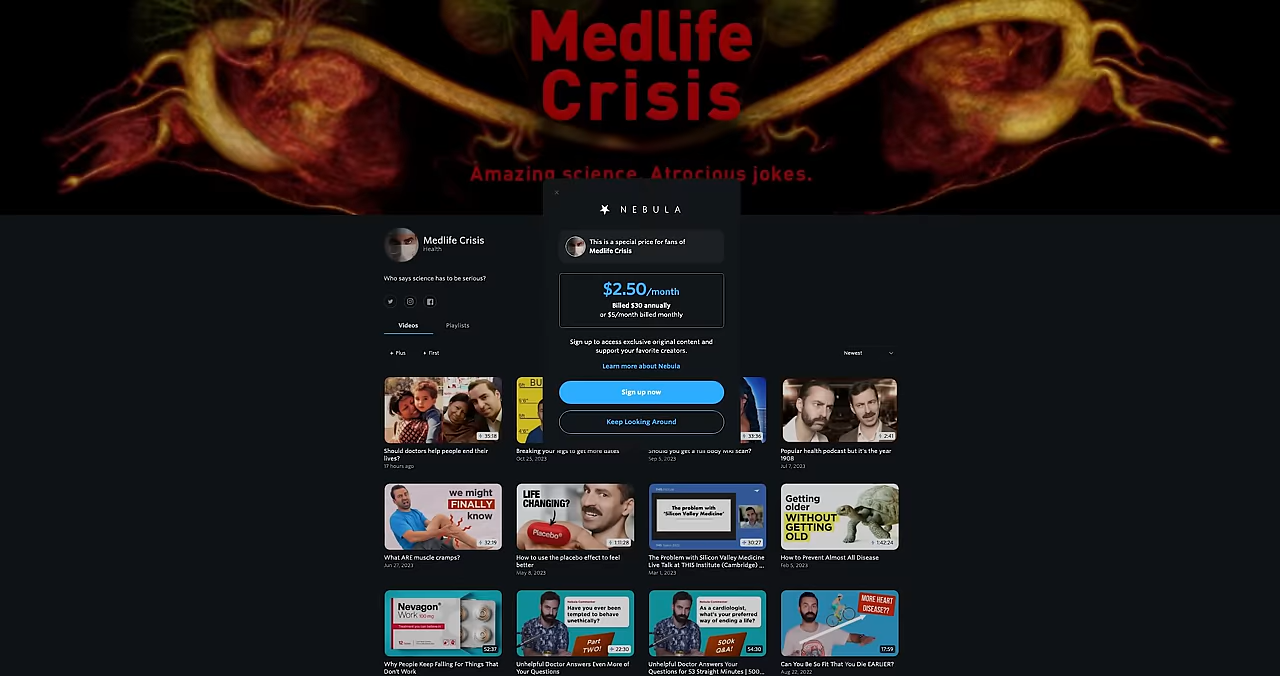 Medlife
Crisis
Amazing science. Atrocious jokes.
NEBULA
This is a special price for fans of
Medlife Crisis
$2.50/month
Billed $30 annually
or $5/month billed monthly
Sign up to access exclusive original content and
support your favorite creators.
Learn more about Nebula
Sign up now
Keep Looking Around
Medlife Crisis
Health
Who says science has to be serious?
Videos
Playlists
+ Plus
First
Newest
35:18
Should doctors help people end their
lives?
17 hours ago
BU
Breaking your legs to get more dates
Oct 25, 2023
33:36
Should you get a full body MRI scan?
Sep 5, 2023
2:41
Popular health podcast but it's the year
1908
Jul 7, 2023
we might
FINALLY
know
32:19
What ARE muscle cramps?
Jun 27, 2023
LIFE
CHANGING?
Placebo
1:11:28
How to use the placebo effect to feel
better
May 8, 2023
The problem with
"Silicon Valley Medicine"
30:27
The Problem with Silicon Valley Medicine
Live Talk at THIS Institute (Cambridge) ...
Mar 1, 2023
Getting
older
WITHOUT
GETTING
OLD
1:42:24
How to Prevent Almost All Disease
Feb 5, 2023
Nevagon
Work 100 mg
52:37
Why People Keep Falling For Things That
Don't Work
Nebula Commenter
Have you ever been
tempted to behave
unethically?
Part
TWO!
22:30
Unhelpful Doctor Answers Even More of
Your Questions
Nebula Commenter
As a cardiologist,
what's your preferred
way of ending a life?
500k
Q&A!
54:30
Unhelpful Doctor Answers Your
Questions for 53 Straight Minutes | 500...
MORE HEART
DISEASE??
17:59
Can You Be So Fit That You Die EARLIER?
Aug 22, 2022